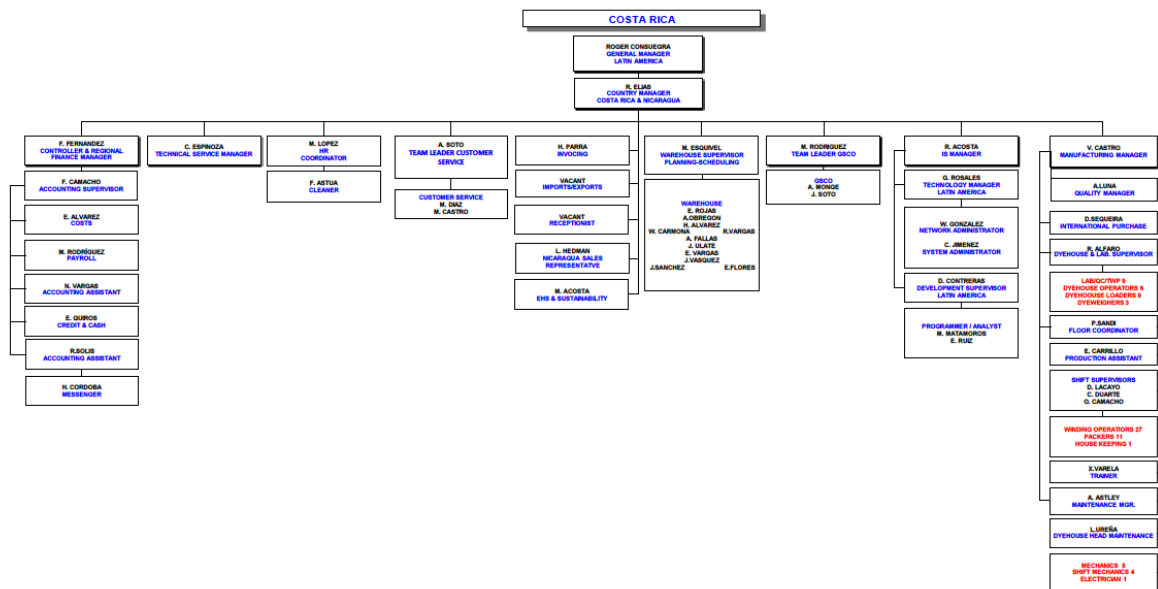 COSTA RICA
ROGER CONSUEGRA
GENERAL MANAGER
LATIN AMERICA
R. ELIAS
COUNTRY MANAGER
COSTA RICA & NICARAGUA
F. FERNANDEZ
CONTROLLER & REGIONAL
FINANCE MANAGER
F. CAMACHO
ACCOUNTING SUPERVISOR
E. ALVAREZ
COSTS
M. RODRÍGUEZ
PAYROLL
N. VARGAS
ACCOUNTING ASSISTANT
E. QUIROS
CREDIT & CASH
R.SOLIS
ACCOUNTING ASSISTANT
H. CORDOBA
MESSENGER
C. ESPINOZA
TECHNICAL SERVICE MANAGER
M. LOPEZ
HR
COORDINATOR
F. ASTUA
CLEANER
A. SOTO
TEAM LEADER CUSTOMER
SERVICE
CUSTOMER SERVICE
M. DIAZ
M. CASTRO
H. PARRA
INVOCING
VACANT
IMPORTS/EXPORTS
VACANT
RECEPTIONIST
L. HEDMAN
NICARAGUA SALES
REPRESENTATVE
M. ACOSTA
EHS & SUSTAINABILITY
M. ESQUIVEL
WAREHOUSE SUPERVISOR
PLANNING-SCHEDULING
WAREHOUSE
E. ROJAS
A.OBREGON
H. ALVAREZ
W. CARMONA R.VARGAS
A. FALLAS
J. ULATE
E. VARGAS
J.VASQUEZ
J.SANCHEZ E.FLORES
M. RODRIGUEZ
TEAM LEADER GSCO
GSCO
A. MONGE
J. SOTO
R. ACOSTA
IS MANAGER
G. ROSALES
TECHNOLOGY MANAGER
LATIN AMERICA
W. GONZALEZ
NETWORK ADMINISTRATOR
C. JIMENEZ
SYSTEM ADMINISTRATOR
D. CONTRERAS
DEVELOPMENT SUPERVISOR
LATIN AMERICA
PROGRAMMER / ANALYST
M. MATAMOROS
E. RUIZ
V. CASTRO
MANUFACTURING MANAGER
A.LUNA
QUALITY MANAGER
D.SEQUEIRA
INTERNATIONAL PURCHASE
R. ALFARO
DYEHOUSE & LAB. SUPERVISOR
LAB/QC/TWP 9
DYEHOUSE OPERATORS 6
DYEHOOUSE LOADERS 9
DYEWEIGHERS 3
P.SANDI
FLOOR COORDINATOR
E. CARRILLO
PRODUCTION ASSISTANT
SHIFT SUPERVISORS
D. LACAYO
C. DUARTE
O. CAMACHO
WINDING OPERATIORS 27
PACKERS 11
HOUSE KEEPING 1
X.VARELA
TRAINER
A. ASTLEY
MAINTENANCE MGR.
L.UREÑA
DYEHOUSE HEAD MAINTENANCE
MECHANICS 5
SHIFT MECHANICS 4
ELECTRICIAN 1